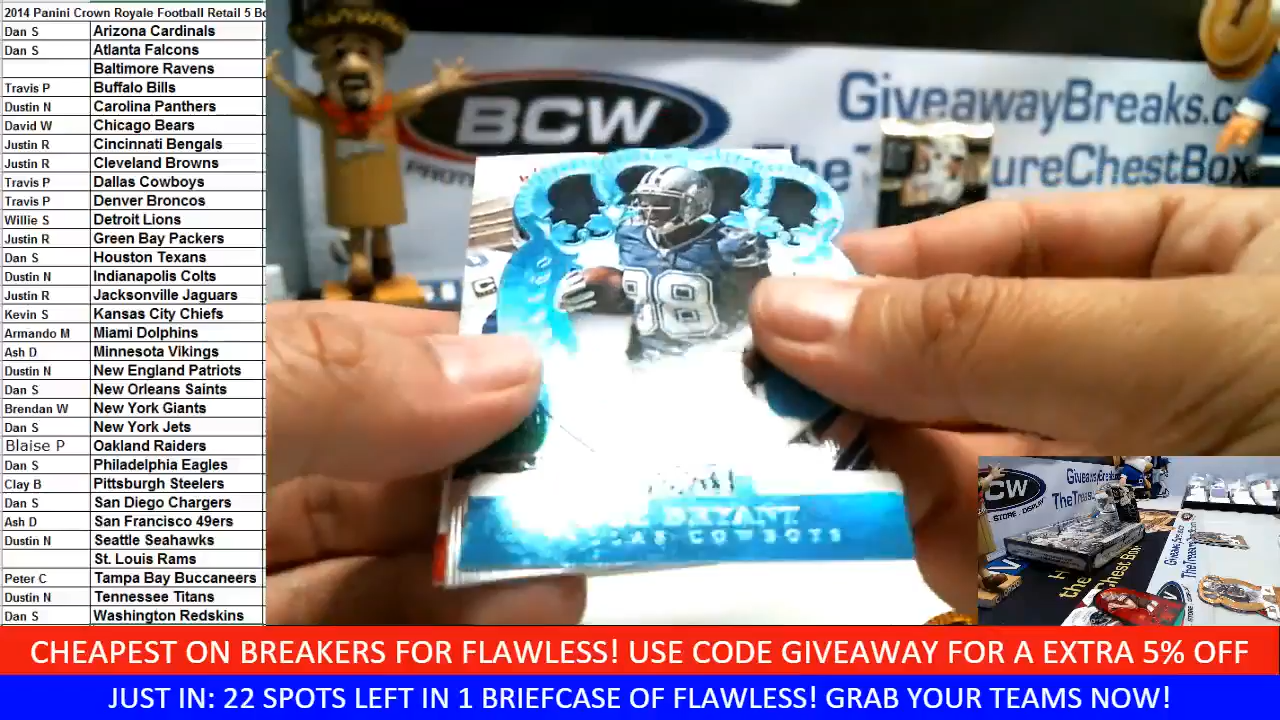 2014 Panini Crown Royale Football Retail 5 Bo
Dan S Arizona Cardinals
Dan S Atlanta Falcons
Baltimore Ravens
Travis P Buffalo Bills
Dustin N Carolina Panthers
David W Chicago Bears
Justin R Cincinnati Bengals
Justin R Cleveland Browns
Travis P Dallas Cowboys
Travis P Denver Broncos
Willie S Detroit Lions
Justin R Green Bay Packers
Dan S Houston Texans
Dustin N Indianapolis Colts
Justin R Jacksonville Jaguars
Kevin S Kansas City Chiefs
Armando M Miami Dolphins
Ash D Minnesota Vikings
Dustin N New England Patriots
Dan S New Orleans Saints
Brendan W New York Giants
Dan S New York Jets
Blaise P Oakland Raiders
Dan S Philadelphia Eagles
Clay B Pittsburgh Steelers
Dan S San Diego Chargers
Ash D San Francisco 49ers
Dustin N Seattle Seahawks
St. Louis Rams
Peter C Tampa Bay Buccaneers
Dustin N Tennessee Titans
Dan S Washington Redskins
BCW
GiveawayBreaks.c
ureChestBox
88
BRYANT
COWBOYS
CW
STORE • DISPLAY
CHEAPEST ON BREAKERS FOR FLAWLESS! USE CODE GIVEAWAY FOR A EXTRA 5% OFF
JUST IN: 22 SPOTS LEFT IN 1 BRIEFCASE OF FLAWLESS! GRAB YOUR TEAMS NOW!